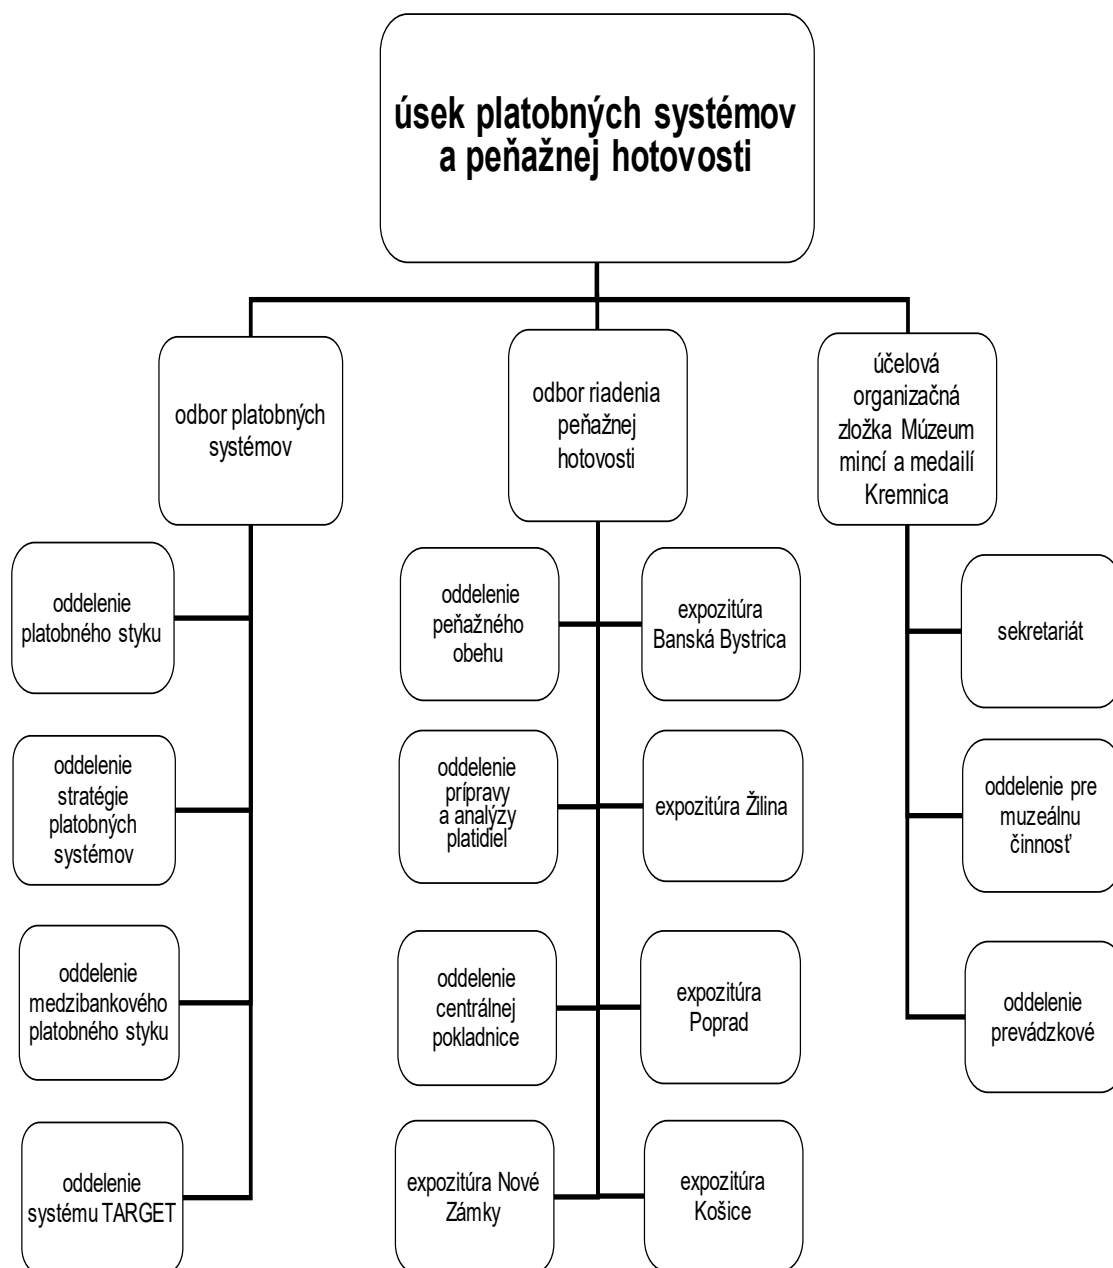 úsek platobných systémov
a peňažnej hotovosti
odbor platobných
systémov
odbor riadenia
peňažnej
hotovosti
účelová
organizačná
zložka Múzeum
mincí a medailí
Kremnica
oddelenie
platobného styku
oddelenie
stratégie
platobných
systémov
oddelenie
medzibankového
platobného styku
oddelenie
systému TARGET
oddelenie
peňažného
obehu
expozitúra
Banská Bystrica
oddelenie
prípravy
a analýzy
platidiel
expozitúra Žilina
oddelenie
centrálnej
pokladnice
expozitúra
Poprad
expozitúra Nové
Zámky
expozitúra
Košice
sekretariát
oddelenie pre
muzeálnu
činnosť
oddelenie
prevádzkové